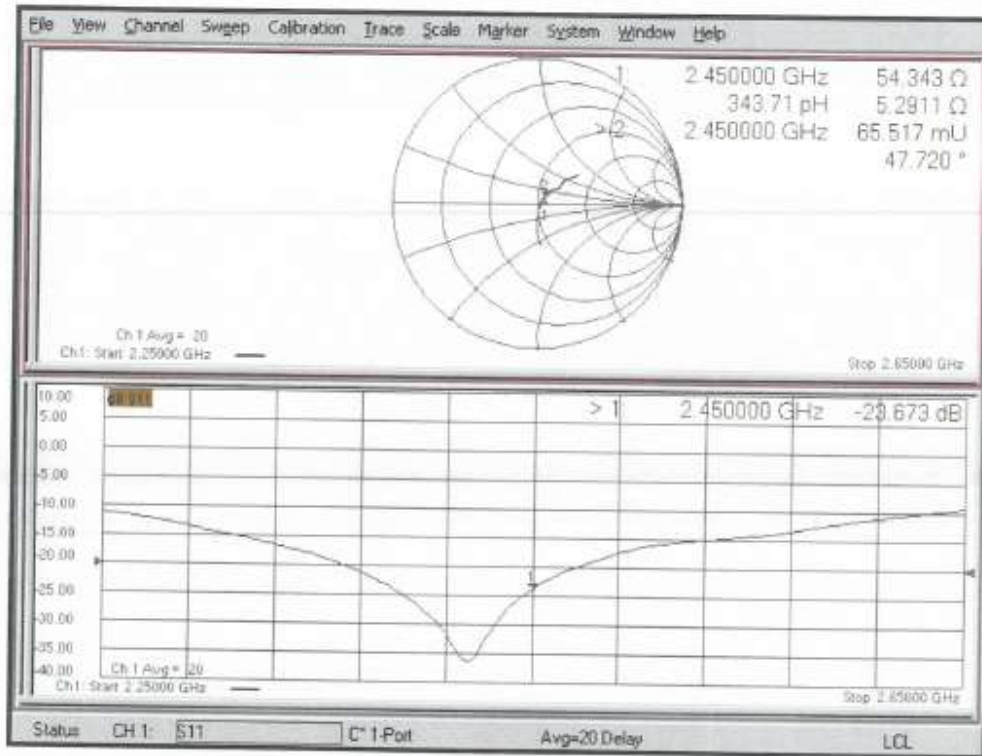 File View Channel Sweep Calibration Trace Scale Marker System Window Help
1 2.450000 GHz 54.343 Ω
343.71 pH 5.2911 Ω
> 2 2.450000 GHz 65.517 mU
47.720 °
Ch 1 Avg = 20
Ch1: Start 2.25000 GHz
Stop 2.65000 GHz
10.00
> 1 2.450000 GHz -23.673 dB
5.00
0.00
-5.00
-10.00
-15.00
-20.00
-25.00
1
-30.00
-35.00
-40.00
Ch 1 Avg = 20
Ch1: Start 2.25000 GHz
Stop 2.65000 GHz
Status CH 1: S11 C* 1-Port Avg=20 Delay LCL